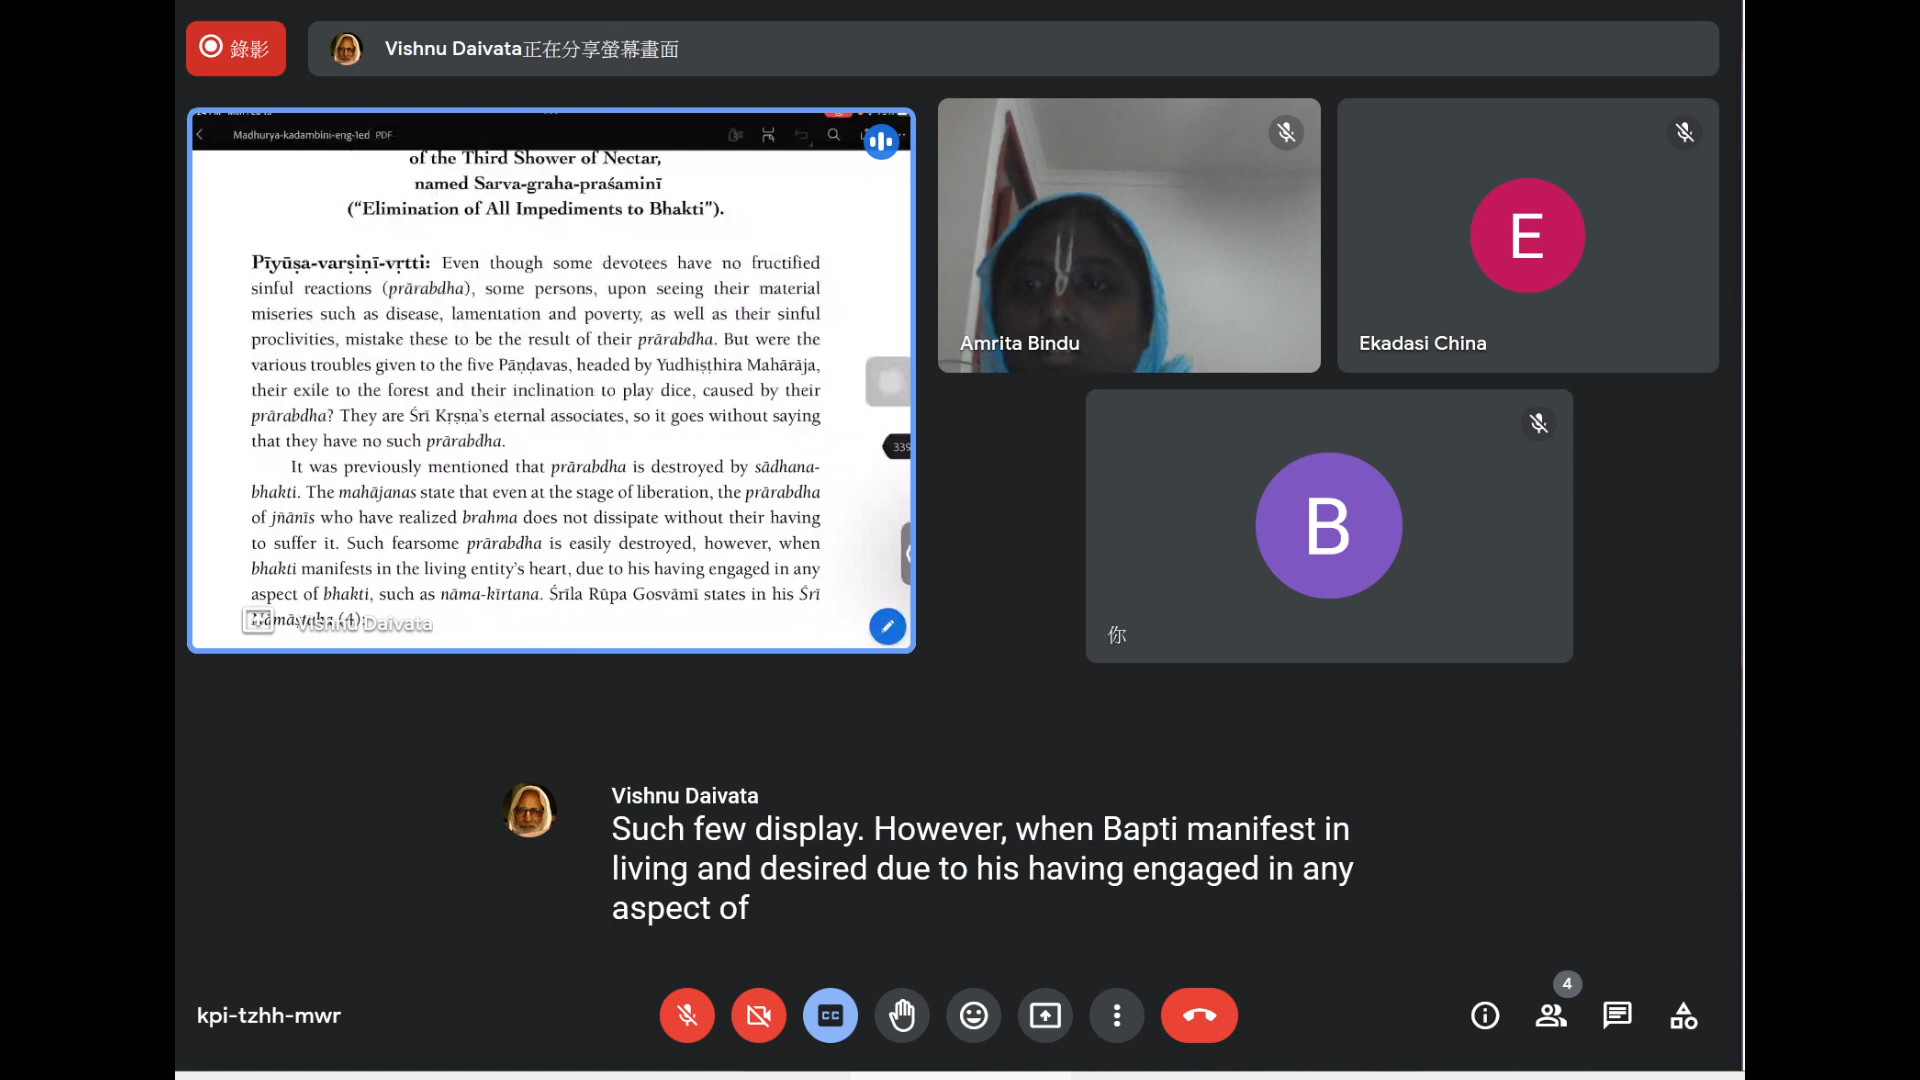 錄影
Vishnu Daivata正在分享螢幕畫面
Madhurya-kadambini-eng-1ed PDF
of the Third Shower of Nectar,
named Sarva-graha-praśaminī
(“Elimination of All Impediments to Bhakti”).
Pīyūṣa-varṣiṇī-vṛtti: Even though some devotees have no fructified
sinful reactions (prārabdha), some persons, upon seeing their material
miseries such as disease, lamentation and poverty, as well as their sinful
proclivities, mistake these to be the result of their prārabdha. But were the
various troubles given to the five Pāṇḍavas, headed by Yudhiṣṭhira Mahārāja,
their exile to the forest and their inclination to play dice, caused by their
prārabdha? They are Śrī Kṛṣṇa’s eternal associates, so it goes without saying
that they have no such prārabdha.
It was previously mentioned that prārabdha is destroyed by sādhana-
bhakti. The mahājanas state that even at the stage of liberation, the prārabdha
of jñānīs who have realized brahma does not dissipate without their having
to suffer it. Such fearsome prārabdha is easily destroyed, however, when
bhakti manifests in the living entity’s heart, due to his having engaged in any
aspect of bhakti, such as nāma-kīrtana. Śrīla Rūpa Gosvāmī states in his Śrī
Nāmāṣṭaka (4):
Vishnu Daivata
339
Amrita Bindu
E
Ekadasi China
B
你
Vishnu Daivata
Such few display. However, when Bapti manifest in
living and desired due to his having engaged in any
aspect of
kpi-tzhh-mwr
CC
4